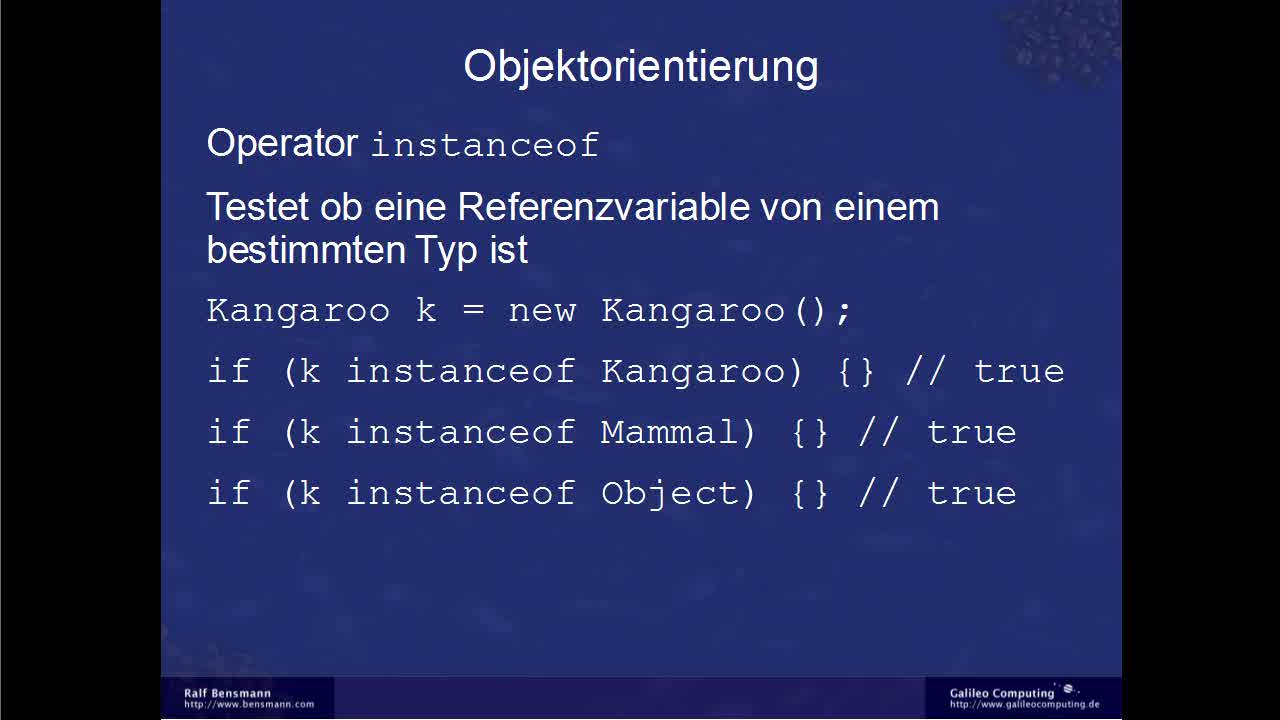 Objektorientierung
Operator instanceof
Testet ob eine Referenzvariable von einem
bestimmten Typ ist
Kangaroo k = new Kangaroo();
if (k instanceof Kangaroo) {} // true
if (k instanceof Mammal) {} // true
if (k instanceof Object) {} // true
Ralf Bensmann
http://www.bensmann.com
Galileo Computing
http://www.galileocomputing.de